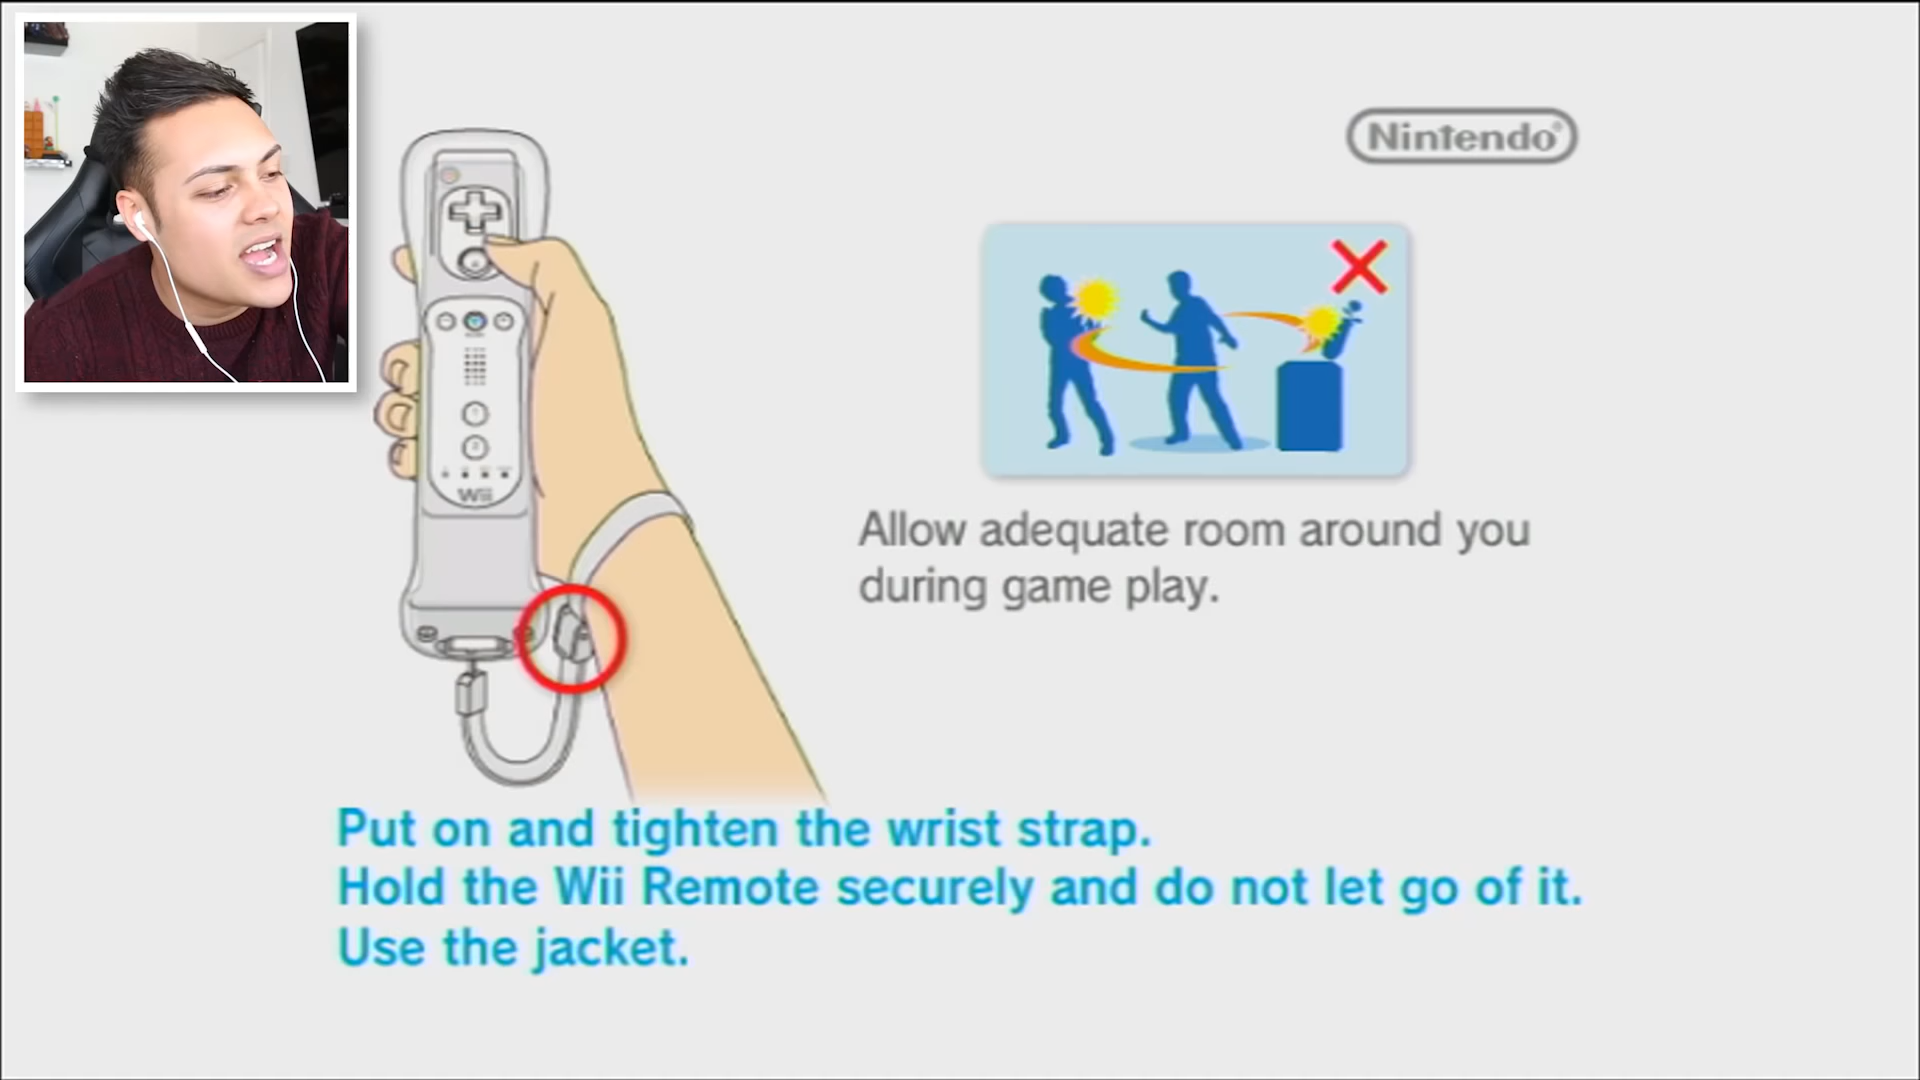 Nintendo®
Wii
Allow adequate room around you
during game play.
Put on and tighten the wrist strap.
Hold the Wii Remote securely and do not let go of it.
Use the jacket.